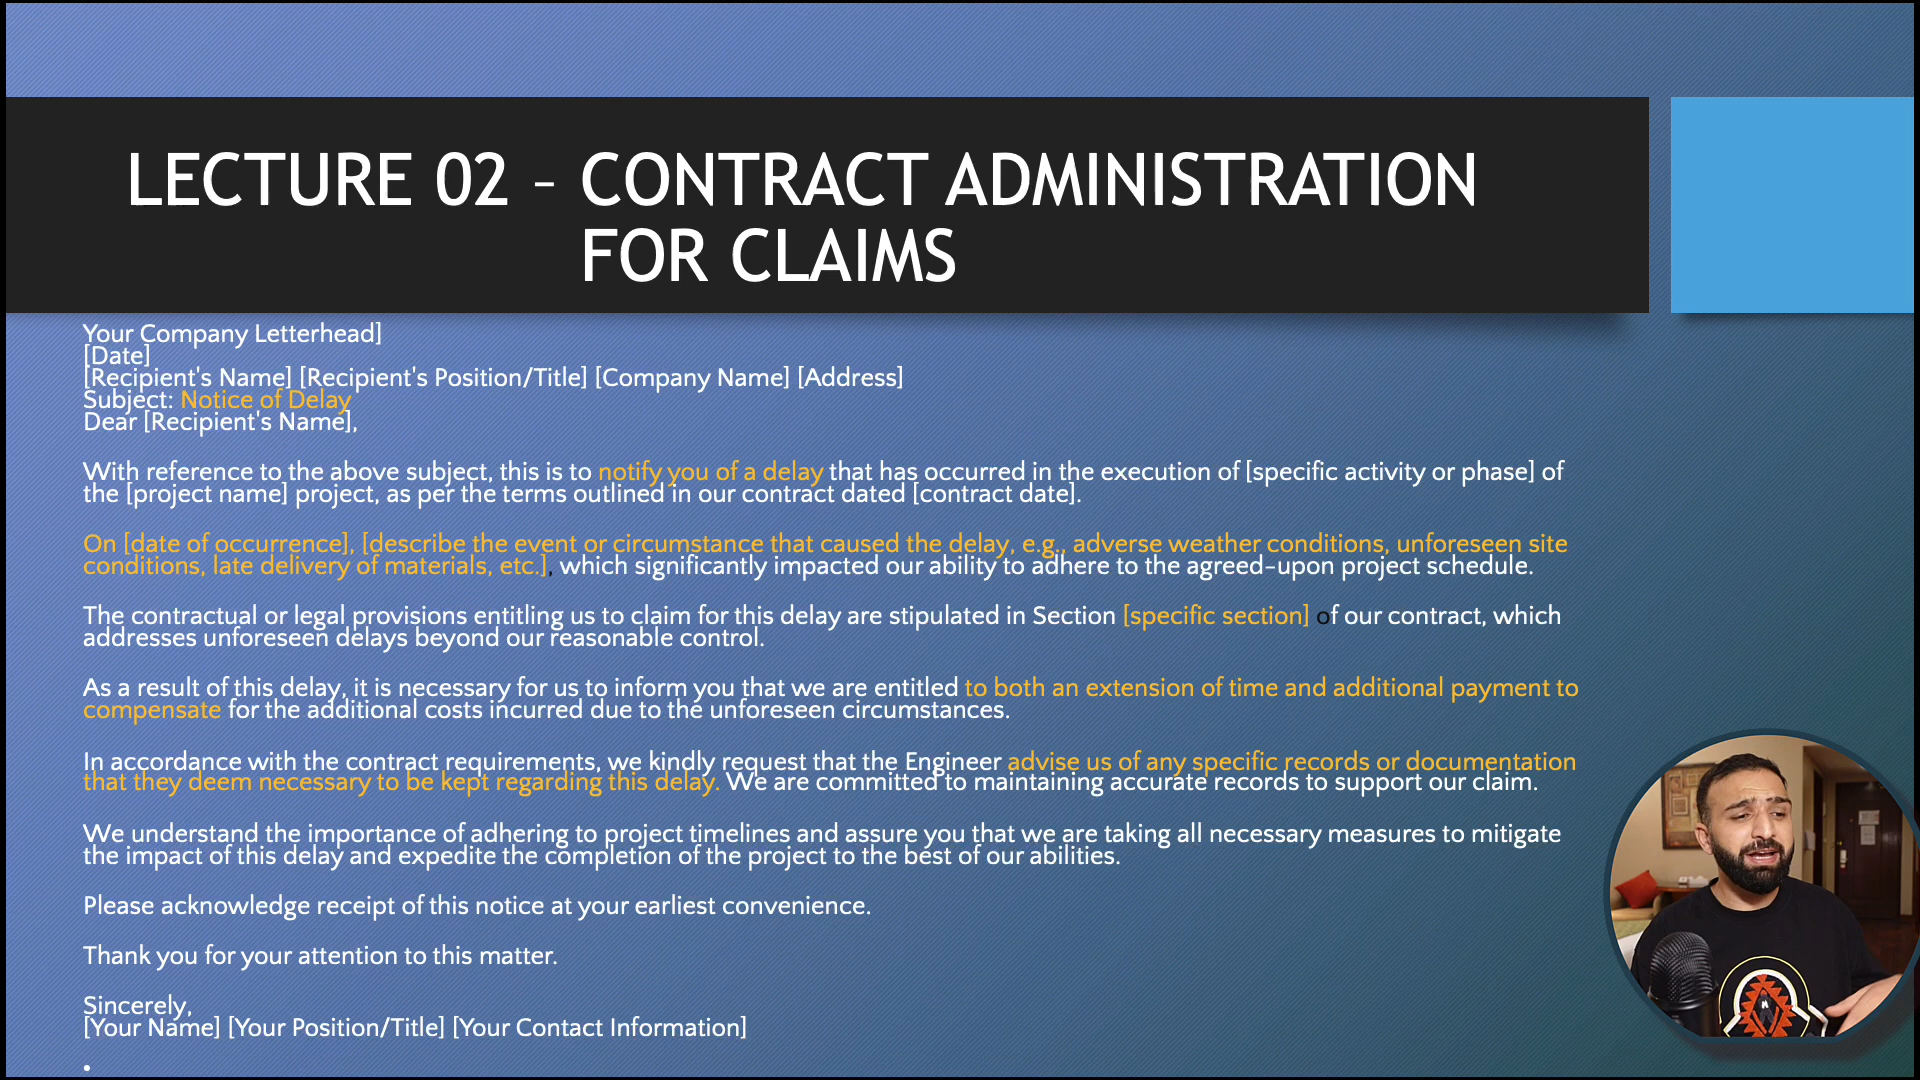 LECTURE 02 – CONTRACT ADMINISTRATION
FOR CLAIMS
Your Company Letterhead]
[Date]
[Recipient's Name] [Recipient's Position/Title] [Company Name] [Address]
Subject: Notice of Delay
Dear [Recipient's Name],
With reference to the above subject, this is to notify you of a delay that has occurred in the execution of [specific activity or phase] of
the [project name] project, as per the terms outlined in our contract dated [contract date].
On [date of occurrence], [describe the event or circumstance that caused the delay, e.g., adverse weather conditions, unforeseen site
conditions, late delivery of materials, etc.], which significantly impacted our ability to adhere to the agreed-upon project schedule.
The contractual or legal provisions entitling us to claim for this delay are stipulated in Section [specific section] of our contract, which
addresses unforeseen delays beyond our reasonable control.
As a result of this delay, it is necessary for us to inform you that we are entitled to both an extension of time and additional payment to
compensate for the additional costs incurred due to the unforeseen circumstances.
In accordance with the contract requirements, we kindly request that the Engineer advise us of any specific records or documentation
that they deem necessary to be kept regarding this delay. We are committed to maintaining accurate records to support our claim.
We understand the importance of adhering to project timelines and assure you that we are taking all necessary measures to mitigate
the impact of this delay and expedite the completion of the project to the best of our abilities.
Please acknowledge receipt of this notice at your earliest convenience.
Thank you for your attention to this matter.
Sincerely,
[Your Name] [Your Position/Title] [Your Contact Information]